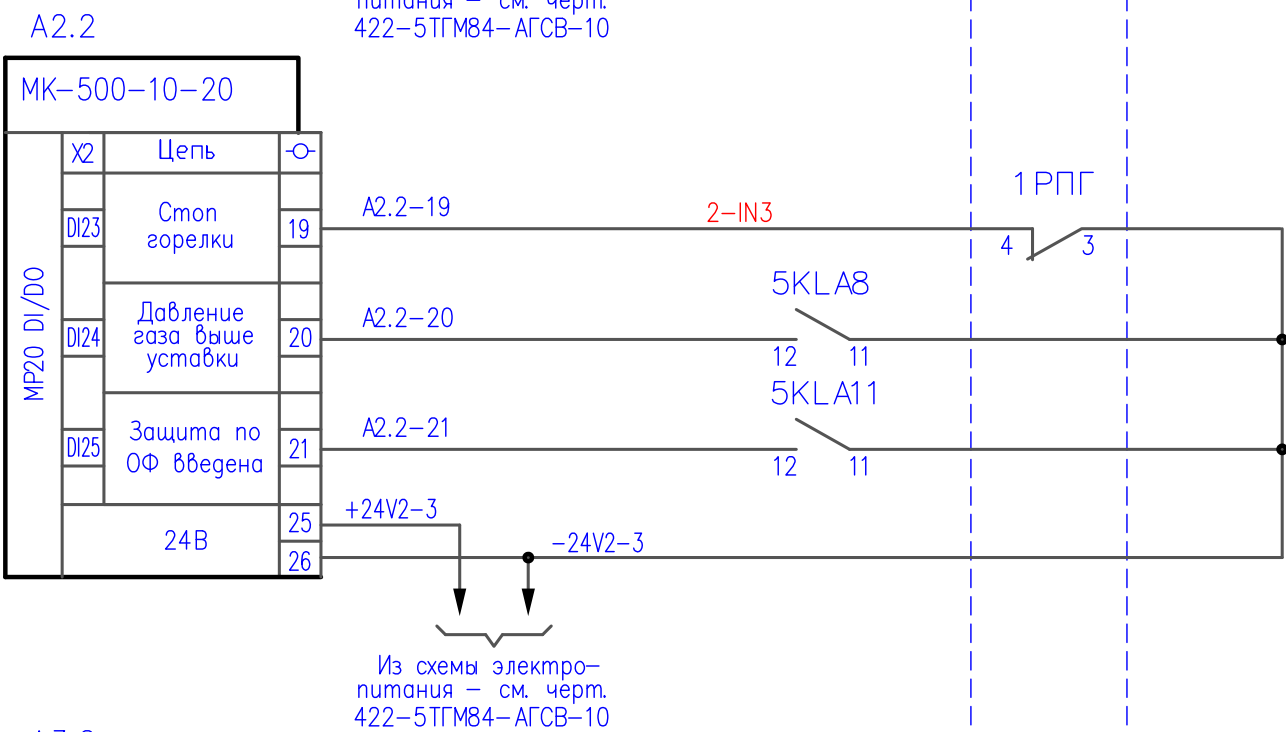 питания – см. черт.
422–5ТГМ84–АГСВ–10
А2.2
МК–500–10–20
МР20 DI/DO
Х2
Цепь
DI23
Стоп
горелки
19
А2.2–19
2–IN3
1РПГ
4
3
DI24
Давление
газа выше
уставки
20
А2.2–20
5KLA8
12
11
DI25
Защита по
ОФ введена
21
А2.2–21
5KLA11
12
11
24В
25
+24V2–3
26
–24V2–3
Из схемы электро–
питания – см. черт.
422–5ТГМ84–АГСВ–10